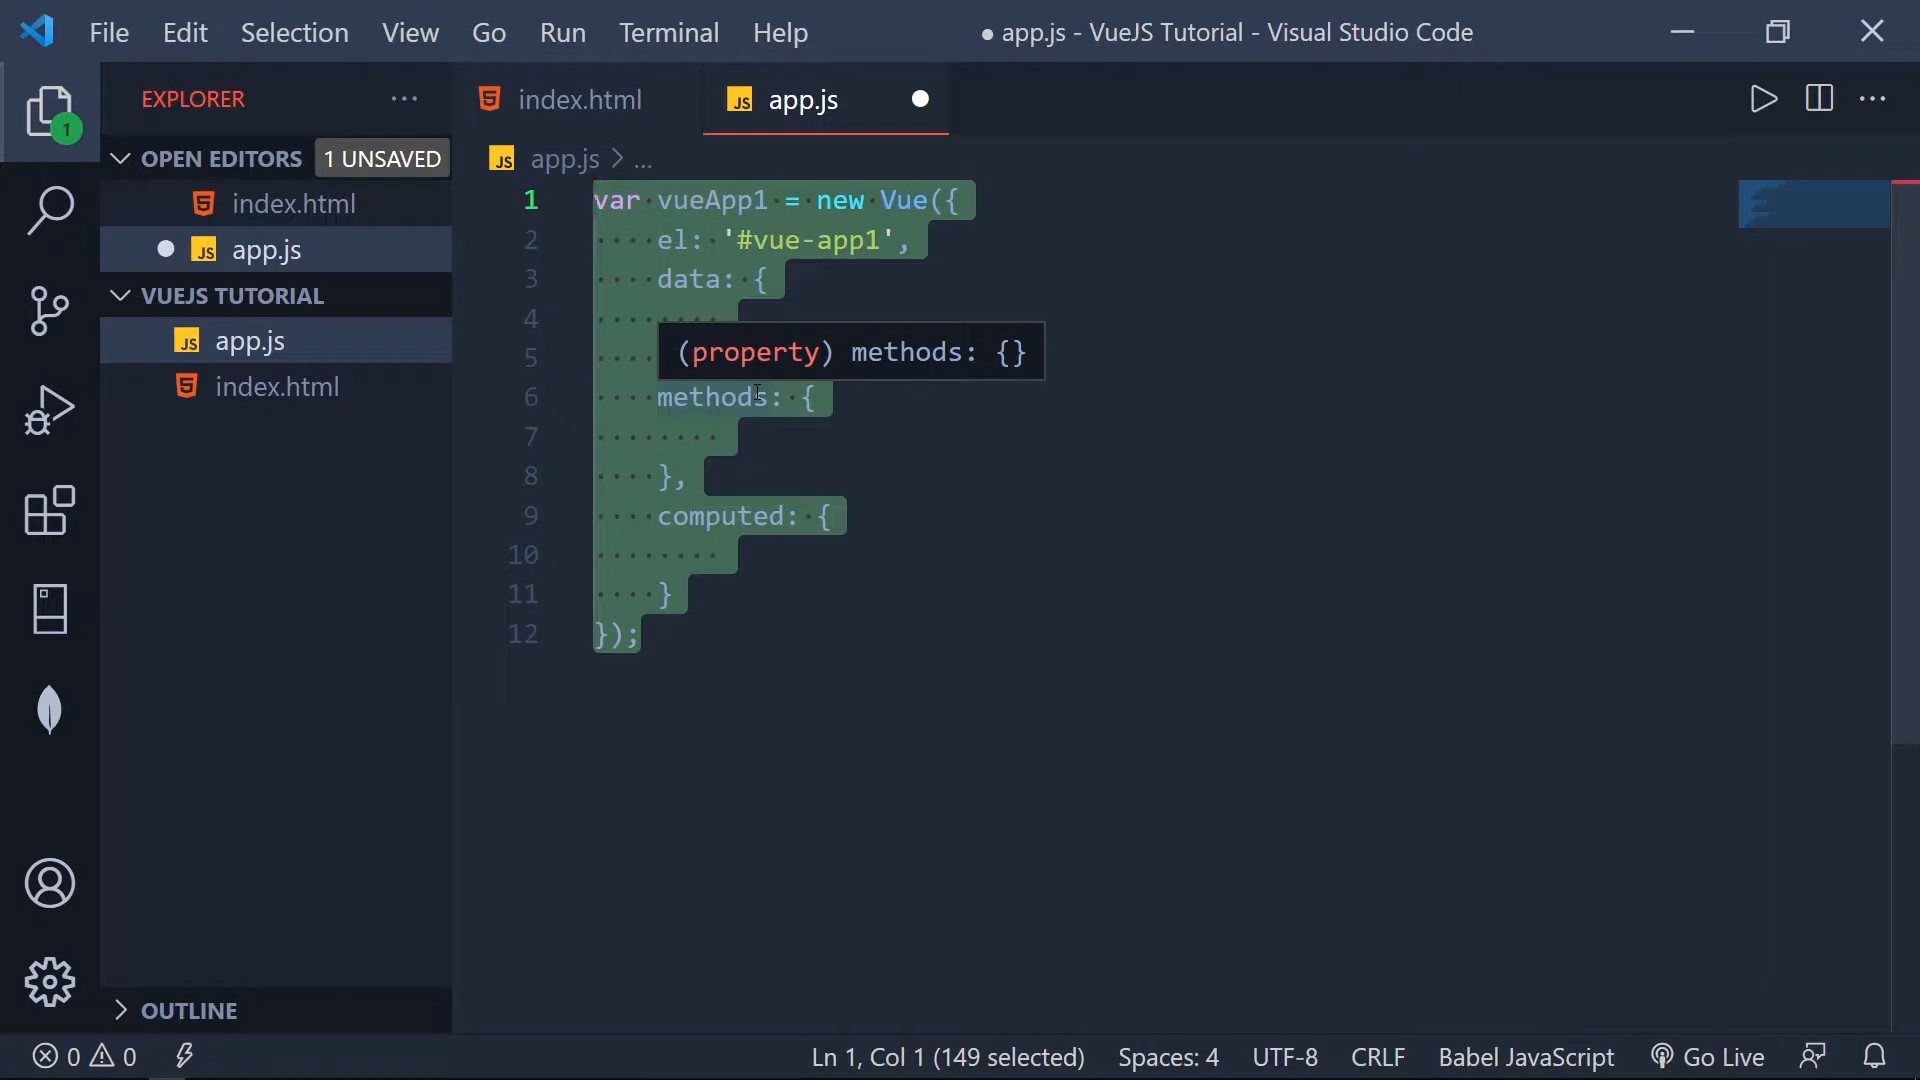 File Edit Selection View Go Run Terminal Help ● app.js - VueJS Tutorial - Visual Studio Code
EXPLORER ···
index.html
JS app.js
1
OPEN EDITORS 1 UNSAVED
index.html
JS app.js
VUEJS TUTORIAL
JS app.js
index.html
OUTLINE
JS app.js > ...
1 var vueApp1 = new Vue({
2 el: '#vue-app1',
3 data: {
4
5
(property) methods: {}
6 methods: {
7
8 },
9 computed: {
10
11 }
12 });
0 0 Ln 1, Col 1 (149 selected) Spaces: 4 UTF-8 CRLF Babel JavaScript Go Live